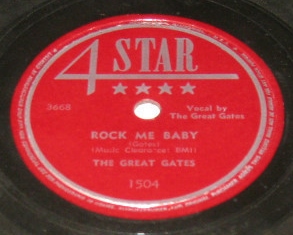 4 STAR
3668
Vocal by
The Great Gates
ROCK ME BABY
(Gates)
(Music Clearance: BMI)
THE GREAT GATES
1504